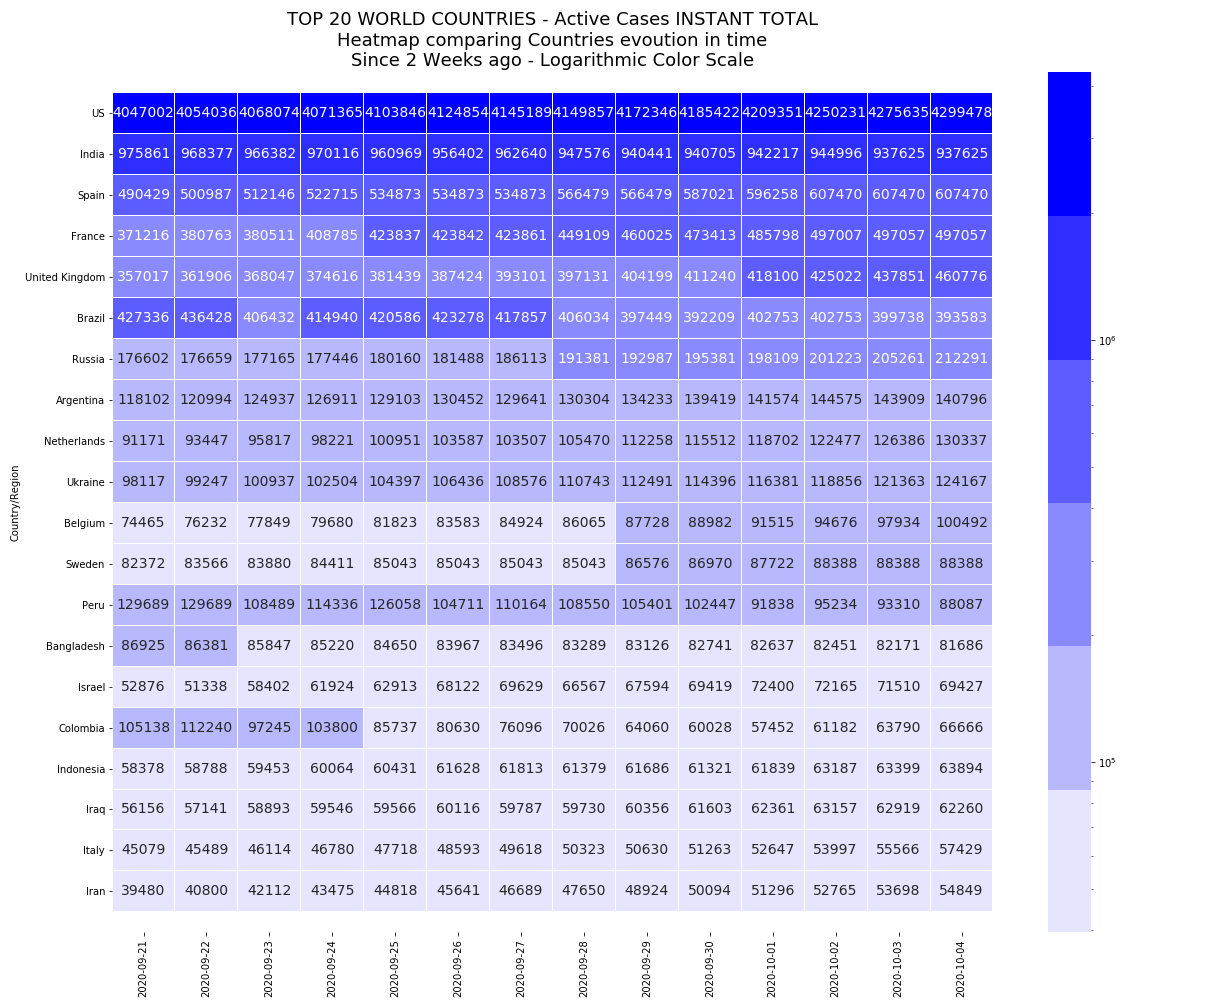 TOP 20 WORLD COUNTRIES - Active Cases INSTANT TOTAL
Heatmap comparing Countries evoution in time
Since 2 Weeks ago - Logarithmic Color Scale
Country/Region
US 4047002 4054036 4068074 4071365 4103846 4124854 4145189 4149857 4172346 4185422 4209351 4250231 4275635 4299478
India 975861 968377 966382 970116 960969 956402 962640 947576 940441 940705 942217 944996 937625 937625
Spain 490429 500987 512146 522715 534873 534873 534873 566479 566479 587021 596258 607470 607470 607470
France 371216 380763 380511 408785 423837 423842 423861 449109 460025 473413 485798 497007 497057 497057
United Kingdom 357017 361906 368047 374616 381439 387424 393101 397131 404199 411240 418100 425022 437851 460776
Brazil 427336 436428 406432 414940 420586 423278 417857 406034 397449 392209 402753 402753 399738 393583
Russia 176602 176659 177165 177446 180160 181488 186113 191381 192987 195381 198109 201223 205261 212291
Argentina 118102 120994 124937 126911 129103 130452 129641 130304 134233 139419 141574 144575 143909 140796
Netherlands 91171 93447 95817 98221 100951 103587 103507 105470 112258 115512 118702 122477 126386 130337
Ukraine 98117 99247 100937 102504 104397 106436 108576 110743 112491 114396 116381 118856 121363 124167
Belgium 74465 76232 77849 79680 81823 83583 84924 86065 87728 88982 91515 94676 97934 100492
Sweden 82372 83566 83880 84411 85043 85043 85043 85043 86576 86970 87722 88388 88388 88388
Peru 129689 129689 108489 114336 126058 104711 110164 108550 105401 102447 91838 95234 93310 88087
Bangladesh 86925 86381 85847 85220 84650 83967 83496 83289 83126 82741 82637 82451 82171 81686
Israel 52876 51338 58402 61924 62913 68122 69629 66567 67594 69419 72400 72165 71510 69427
Colombia 105138 112240 97245 103800 85737 80630 76096 70026 64060 60028 57452 61182 63790 66666
Indonesia 58378 58788 59453 60064 60431 61628 61813 61379 61686 61321 61839 63187 63399 63894
Iraq 56156 57141 58893 59546 59566 60116 59787 59730 60356 61603 62361 63157 62919 62260
Italy 45079 45489 46114 46780 47718 48593 49618 50323 50630 51263 52647 53997 55566 57429
Iran 39480 40800 42112 43475 44818 45641 46689 47650 48924 50094 51296 52765 53698 54849
2020-09-21 2020-09-22 2020-09-23 2020-09-24 2020-09-25 2020-09-26 2020-09-27 2020-09-28 2020-09-29 2020-09-30 2020-10-01 2020-10-02 2020-10-03 2020-10-04
10⁶
10⁵